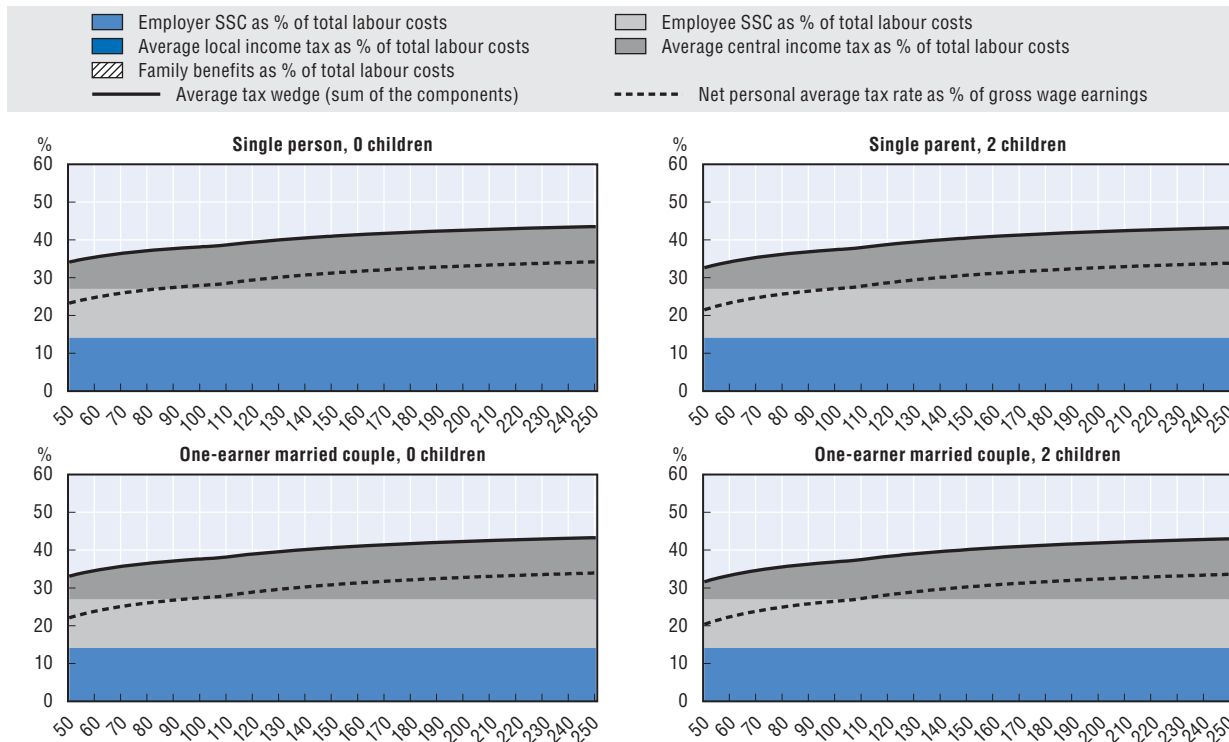 Employer SSC as % of total labour costs
Employee SSC as % of total labour costs
Average local income tax as % of total labour costs
Average central income tax as % of total labour costs
Family benefits as % of total labour costs
Average tax wedge (sum of the components)
Net personal average tax rate as % of gross wage earnings
%
Single person, 0 children
60
50
40
30
20
10
0
50 60 70 80 90 100 110 120 130 140 150 160 170 180 190 200 210 220 230 240 250
%
Single parent, 2 children
60
50
40
30
20
10
0
50 60 70 80 90 100 110 120 130 140 150 160 170 180 190 200 210 220 230 240 250
%
One-earner married couple, 0 children
60
50
40
30
20
10
0
50 60 70 80 90 100 110 120 130 140 150 160 170 180 190 200 210 220 230 240 250
%
One-earner married couple, 2 children
60
50
40
30
20
10
0
50 60 70 80 90 100 110 120 130 140 150 160 170 180 190 200 210 220 230 240 250